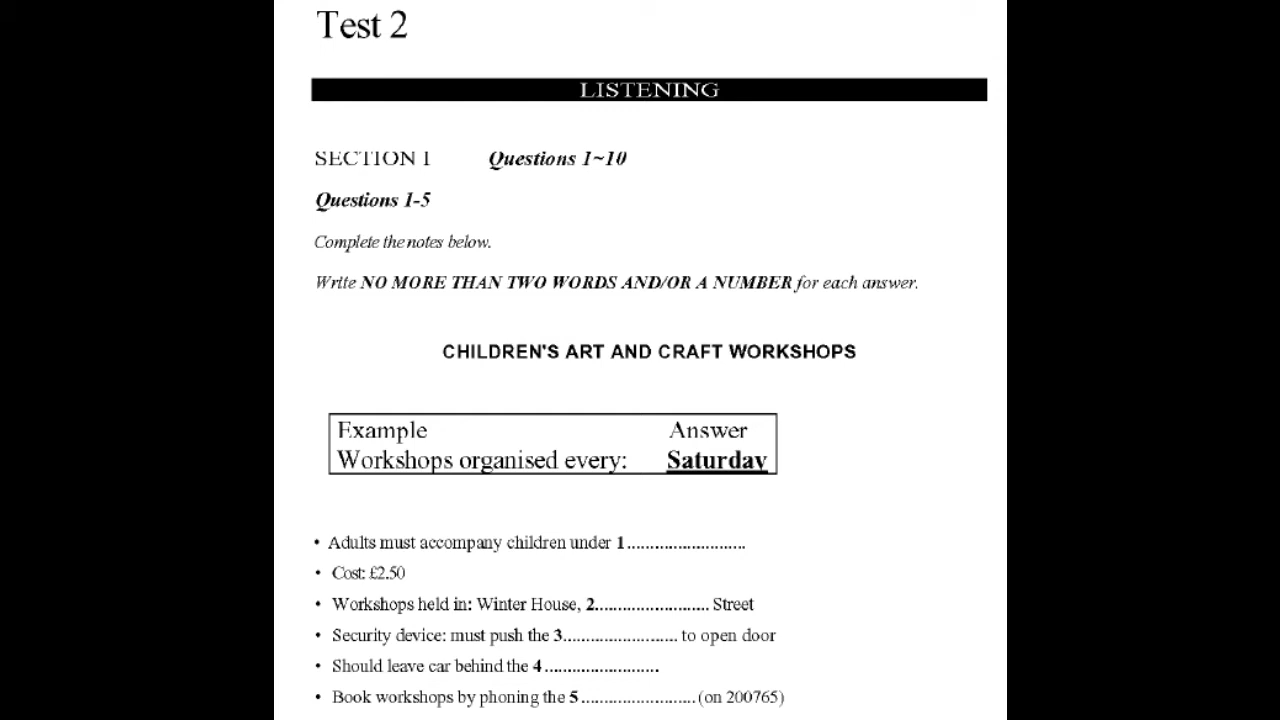 Test 2
LISTENING
SECTION I Questions 1~10
Questions 1-5
Complete the notes below.
Write NO MORE THAN TWO WORDS AND/OR A NUMBER for each answer.
CHILDREN'S ART AND CRAFT WORKSHOPS
Example Answer
Workshops organised every: Saturday
• Adults must accompany children under 1..........................
• Cost: £2.50
• Workshops held in: Winter House, 2......................... Street
• Security device: must push the 3......................... to open door
• Should leave car behind the 4.........................
• Book workshops by phoning the 5......................... (on 200765)